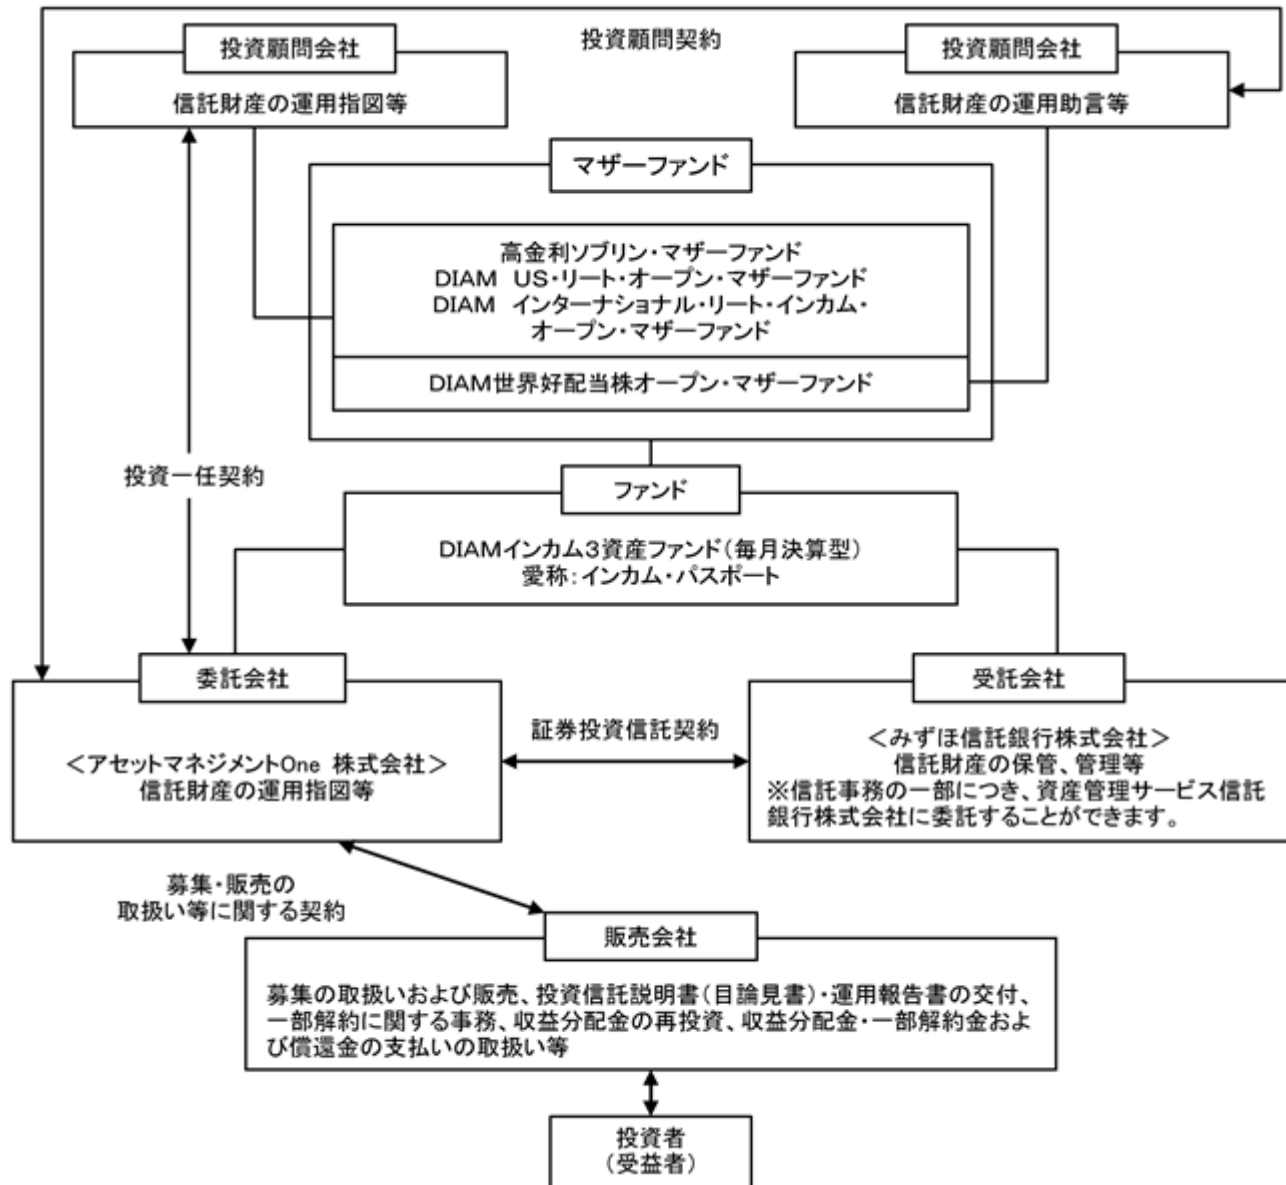 投資顧問契約
投資顧問会社
信託財産の運用指図等
投資顧問会社
信託財産の運用助言等
マザーファンド
高金利ソブリン・マザーファンド
DIAM US・リート・オープン・マザーファンド
DIAM インターナショナル・リート・インカム・
オープン・マザーファンド
DIAM世界好配当株オープン・マザーファンド
投資一任契約
ファンド
DIAMインカム3資産ファンド(毎月決算型)
愛称:インカム・パスポート
委託会社
<アセットマネジメントOne 株式会社>
信託財産の運用指図等
証券投資信託契約
受託会社
<みずほ信託銀行株式会社>
信託財産の保管、管理等
※信託事務の一部につき、資産管理サービス信託
銀行株式会社に委託することができます。
募集・販売の
取扱い等に関する契約
販売会社
募集の取扱いおよび販売、投資信託説明書(目論見書)・運用報告書の交付、
一部解約に関する事務、収益分配金の再投資、収益分配金・一部解約金およ
び償還金の支払いの取扱い等
投資者
(受益者)